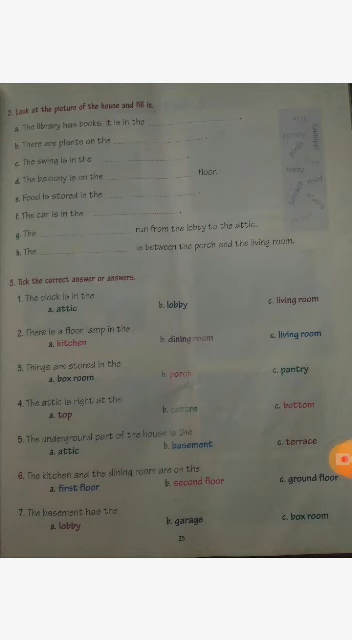 2. Look at the picture of the house and fill in.
a. The library has books. It is in the
b. There are plants on the
c. The swing is in the
d. The balcony is on the floor.
e. Food is stored in the
f. The car is in the
g. The run from the lobby to the attic.
h. The is between the porch and the living room.
3. Tick the correct answer or answers.
1. The clock is in the
a. attic b. lobby c. living room
2. There is a floor lamp in the
a. kitchen b. dining room c. living room
3. Things are stored in the
a. box room b. porch c. pantry
4. The attic is right at the
a. top b. centre c. bottom
5. The underground part of the house is the
a. attic b. basement c. terrace
6. The kitchen and the dining room are on the
a. first floor b. second floor c. ground floor
7. The basement has the
a. lobby b. garage c. box room
25